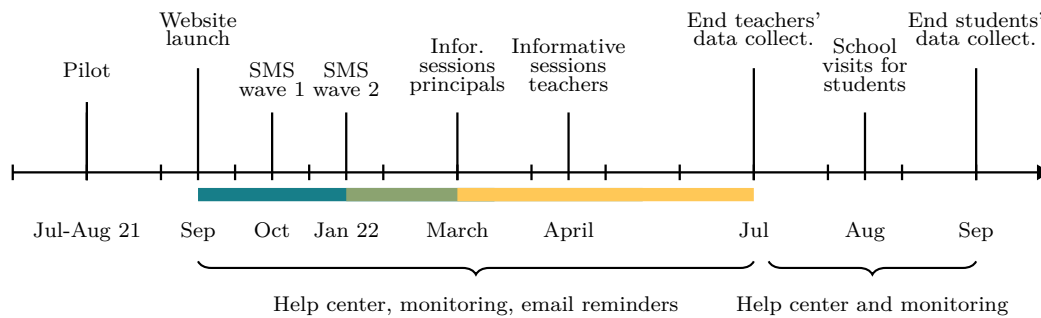 Pilot
Website
launch
SMS
wave 1
SMS
wave 2
Infor.
sessions
principals
Informative
sessions
teachers
End teachers'
data collect.
School
visits for
students
End students'
data collect.
Jul-Aug 21
Sep
Oct
Jan 22
March
April
Jul
Aug
Sep
Help center, monitoring, email reminders
Help center and monitoring